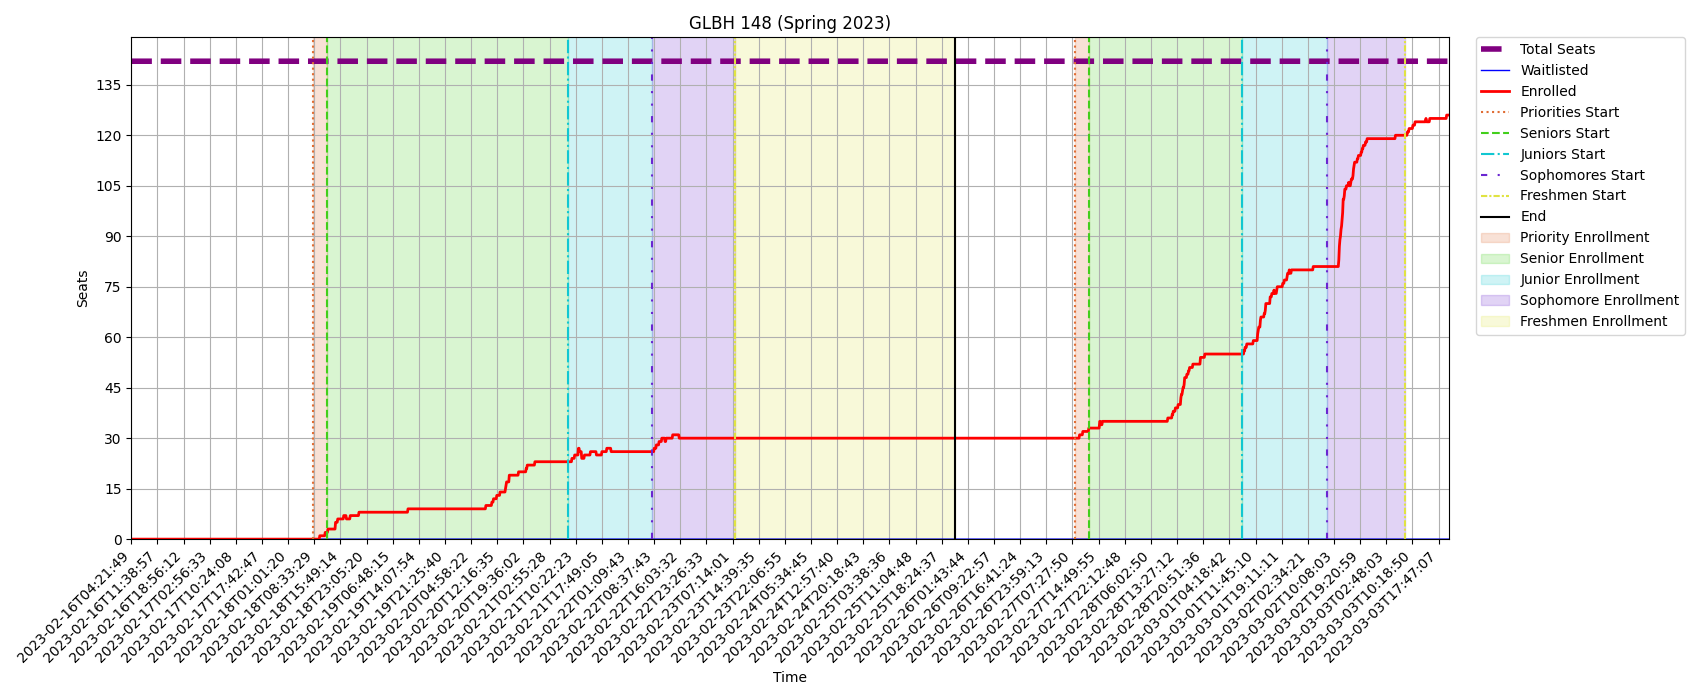 GLBH 148 (Spring 2023)
Seats
135
120
105
90
75
60
45
30
15
0
2023-02-16T04:21:49
2023-02-16T11:38:57
2023-02-16T18:56:12
2023-02-17T02:56:33
2023-02-17T10:24:08
2023-02-17T17:42:47
2023-02-18T01:01:20
2023-02-18T08:33:29
2023-02-18T15:49:14
2023-02-18T23:05:20
2023-02-19T06:48:15
2023-02-19T14:07:54
2023-02-19T21:25:40
2023-02-20T04:58:22
2023-02-20T12:16:35
2023-02-20T19:36:02
2023-02-21T02:55:28
2023-02-21T10:22:23
2023-02-21T17:49:05
2023-02-22T01:09:43
2023-02-22T08:37:43
2023-02-22T16:03:32
2023-02-22T23:26:33
2023-02-23T07:14:01
2023-02-23T14:39:35
2023-02-23T22:06:55
2023-02-24T05:34:45
2023-02-24T12:57:40
2023-02-24T20:18:43
2023-02-25T03:38:36
2023-02-25T11:04:48
2023-02-25T18:24:37
2023-02-26T01:43:44
2023-02-26T09:22:57
2023-02-26T16:41:24
2023-02-26T23:59:13
2023-02-27T07:27:50
2023-02-27T14:49:55
2023-02-27T22:12:48
2023-02-28T06:02:50
2023-02-28T13:27:12
2023-02-28T20:51:36
2023-03-01T04:18:42
2023-03-01T11:45:10
2023-03-01T19:11:11
2023-03-02T02:34:21
2023-03-02T10:08:03
2023-03-02T19:20:59
2023-03-03T02:48:03
2023-03-03T10:18:50
2023-03-03T17:47:07
Time
Total Seats
Waitlisted
Enrolled
Priorities Start
Seniors Start
Juniors Start
Sophomores Start
Freshmen Start
End
Priority Enrollment
Senior Enrollment
Junior Enrollment
Sophomore Enrollment
Freshmen Enrollment